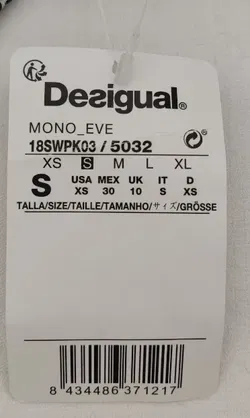 Desigual®
MONO_EVE
18SWPK03 / 5032
XS S M L XL
S USA MEX UK IT D
XS 30 10 S XS
TALLA/SIZE/TAILLE/TAMANHO/サイズ/GRÖSSE
8 434486 371217